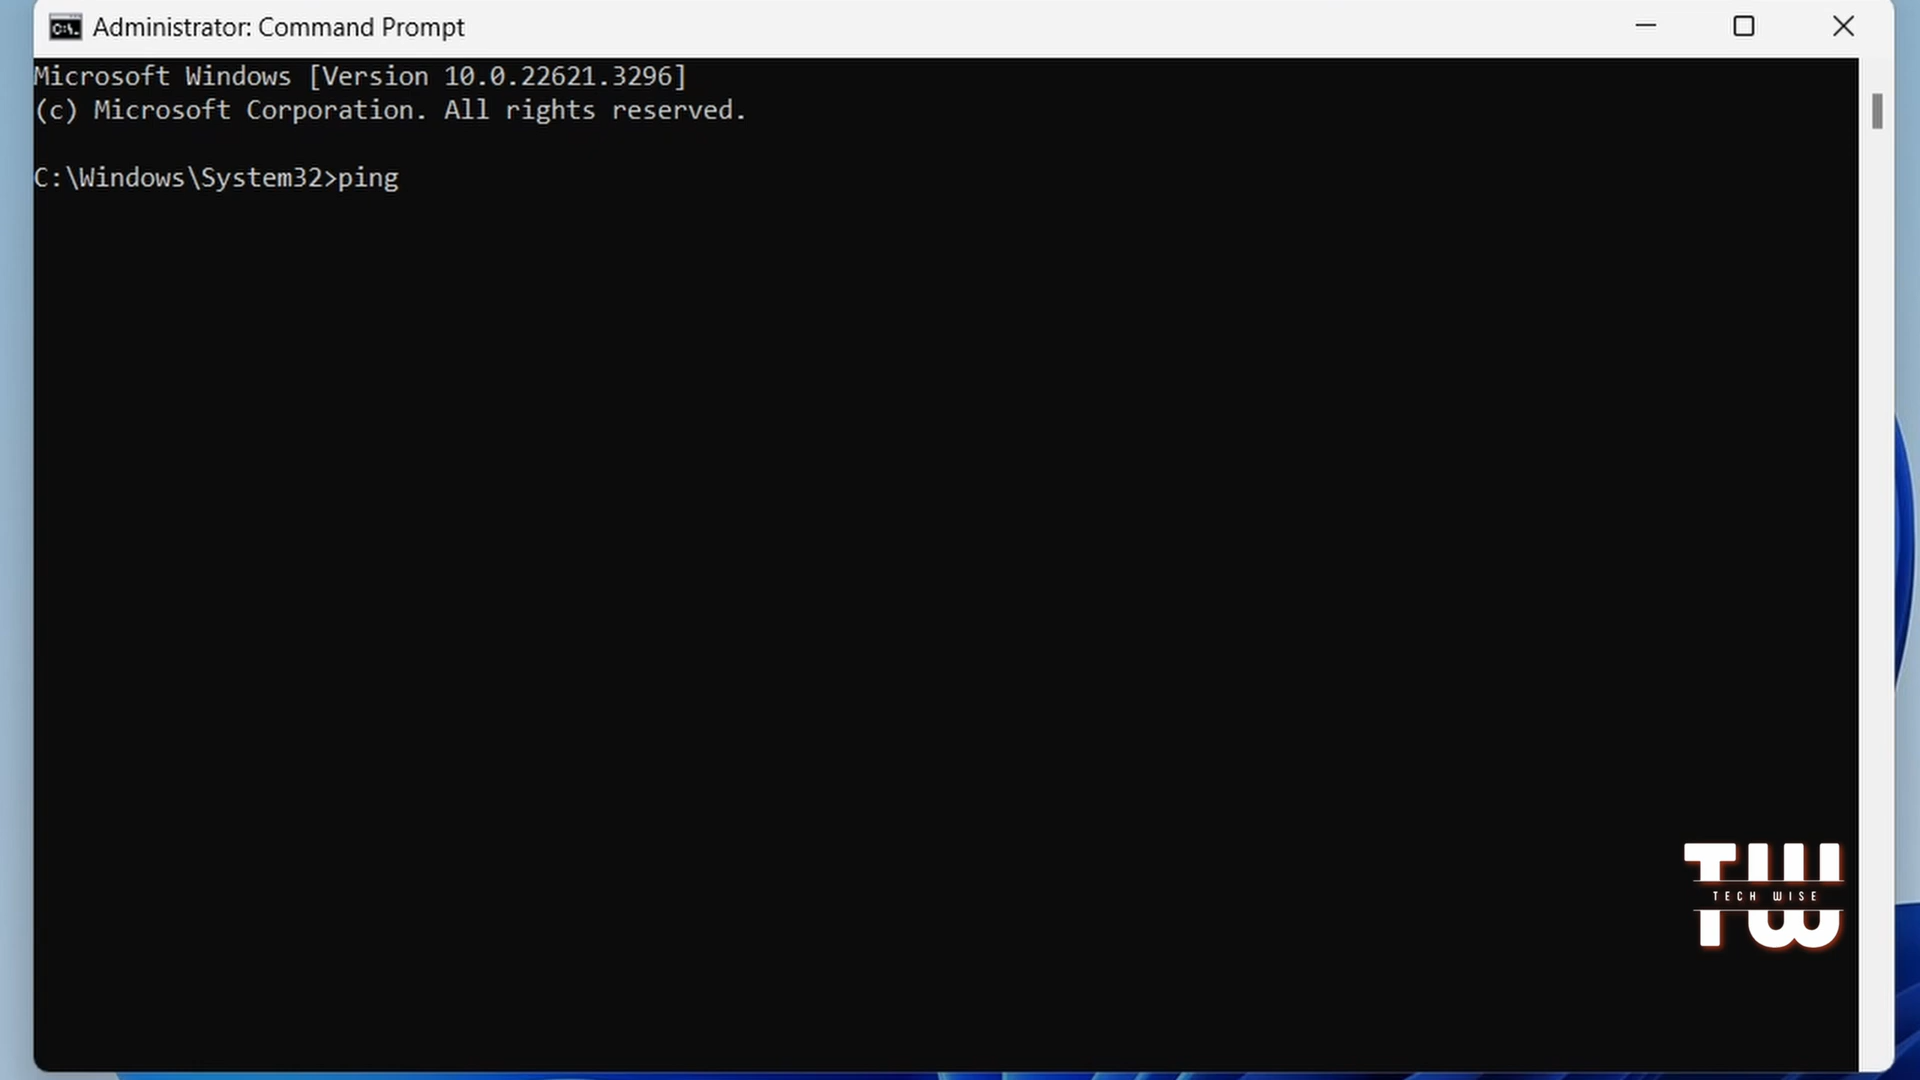 Administrator: Command Prompt
Microsoft Windows [Version 10.0.22621.3296]
(c) Microsoft Corporation. All rights reserved.
C:\Windows\System32>ping
TW
TECH WISE